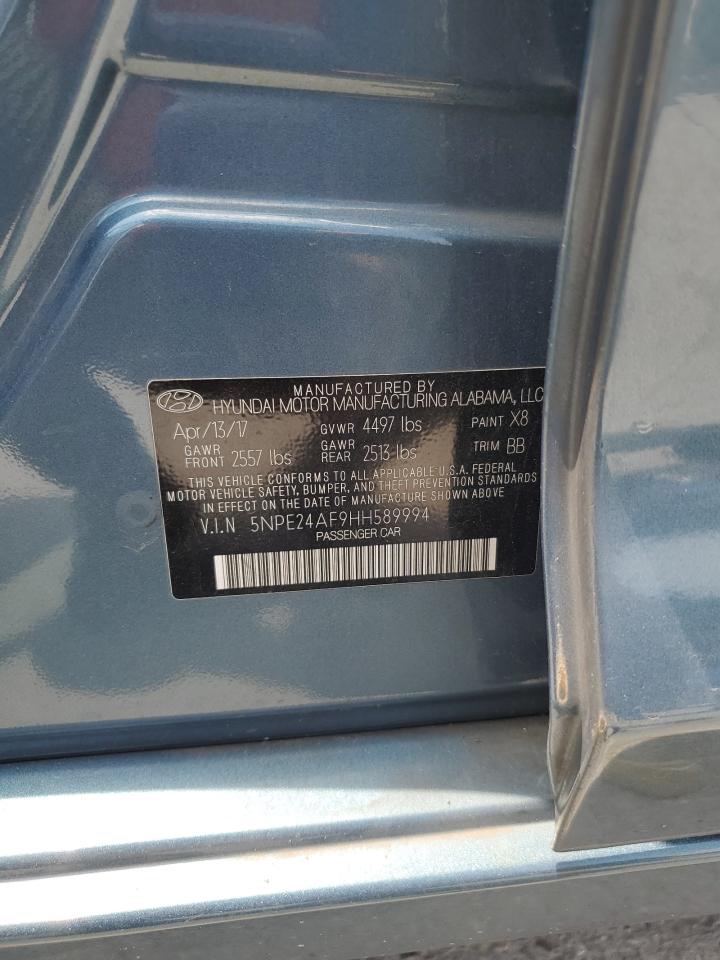 MANUFACTURED BY
HYUNDAI MOTOR MANUFACTURING ALABAMA, LLC
Apr/13/17 GVWR 4497 lbs PAINT X8
GAWR FRONT 2557 lbs GAWR REAR 2513 lbs TRIM BB
THIS VEHICLE CONFORMS TO ALL APPLICABLE U.S.A. FEDERAL
MOTOR VEHICLE SAFETY, BUMPER, AND THEFT PREVENTION STANDARDS
IN EFFECT ON THE DATE OF MANUFACTURE SHOWN ABOVE.
V.I.N 5NPE24AF9HH589994
PASSENGER CAR